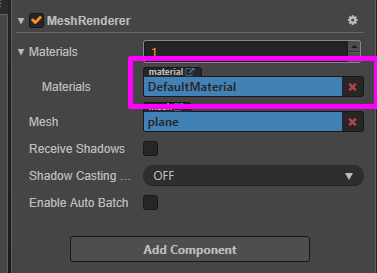 MeshRenderer
Materials 1
material
Materials DefaultMaterial
Mesh plane
Receive Shadows
Shadow Casting ... OFF
Enable Auto Batch
Add Component